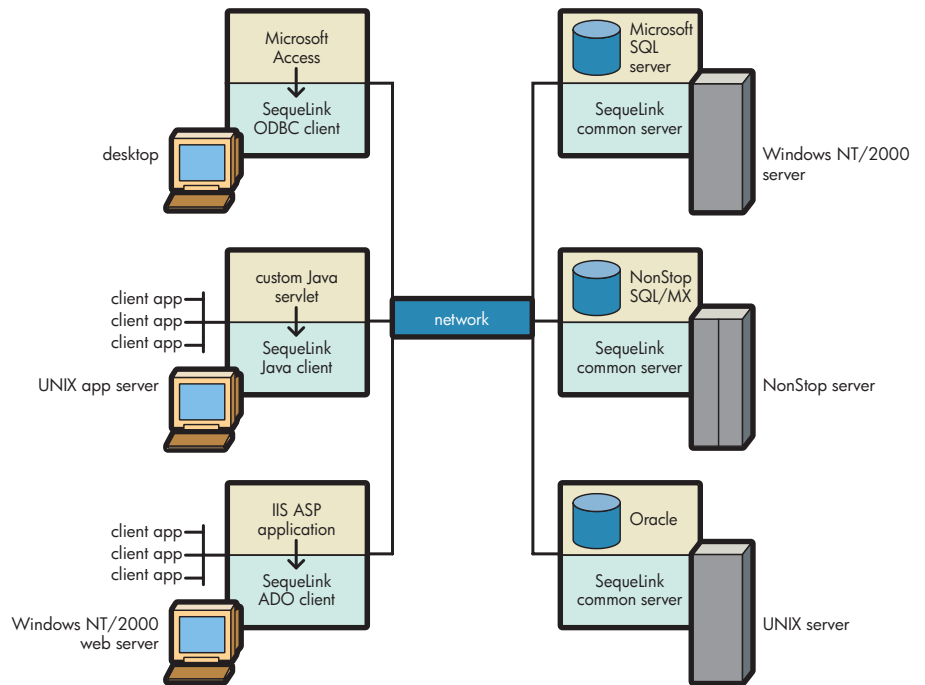 Microsoft
Access
SequeLink
ODBC client
desktop
custom Java
servlet
client app
client app
client app
SequeLink
Java client
UNIX app server
IIS ASP
application
client app
client app
client app
SequeLink
ADO client
Windows NT/2000
web server
network
Microsoft
SQL
server
SequeLink
common server
Windows NT/2000
server
NonStop
SQL/MX
SequeLink
common server
NonStop server
Oracle
SequeLink
common server
UNIX server